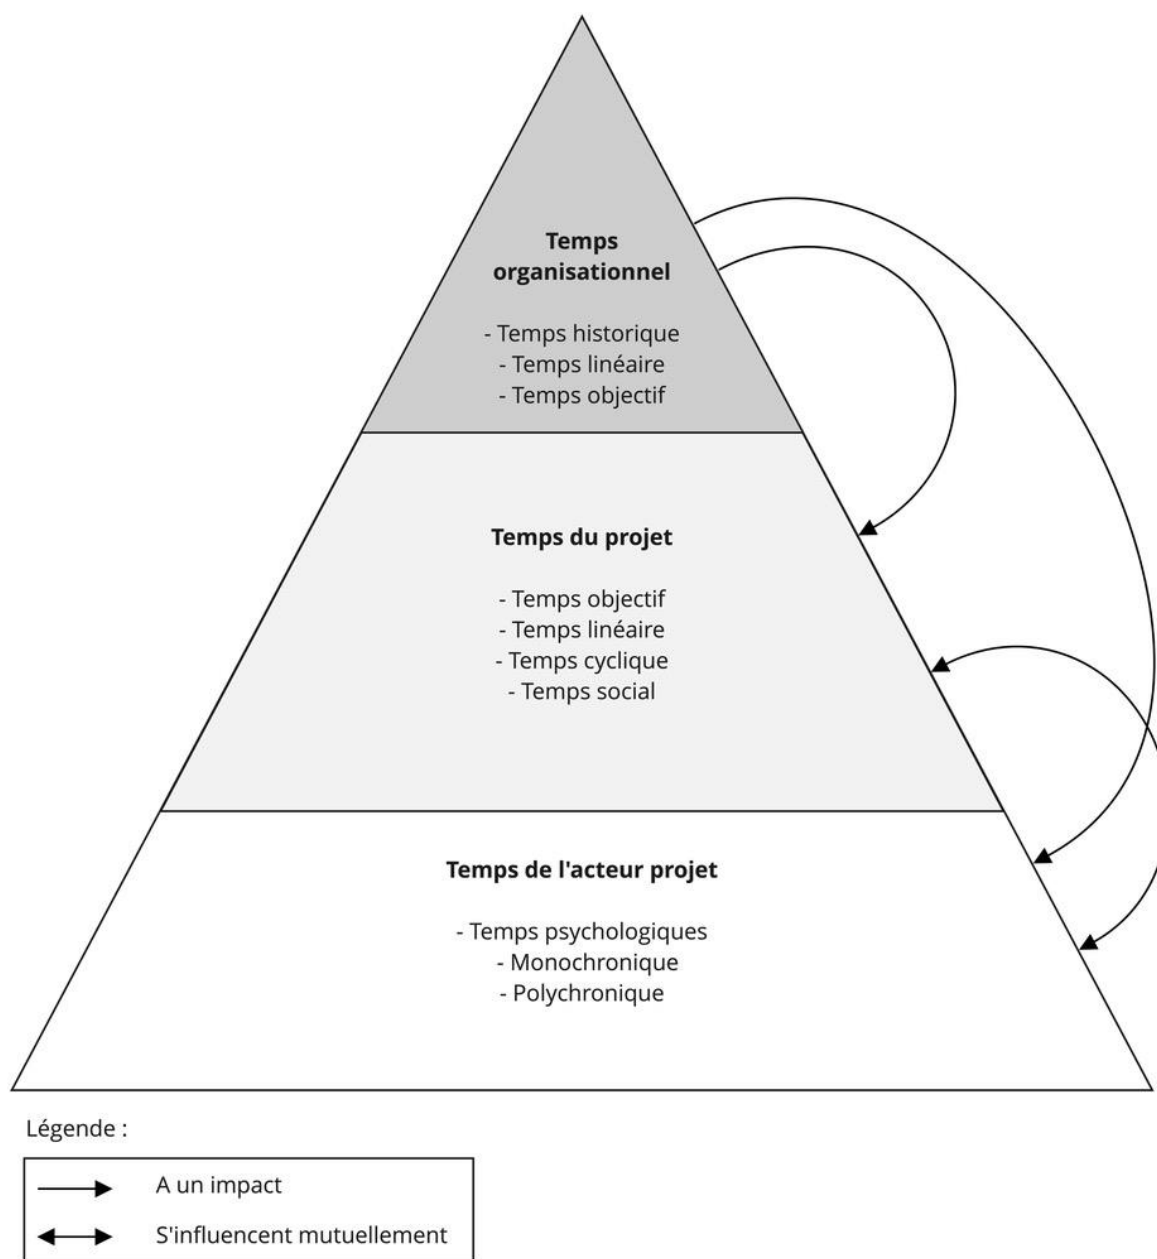 Temps
organisationnel
- Temps historique
- Temps linéaire
- Temps objectif
Temps du projet
- Temps objectif
- Temps linéaire
- Temps cyclique
- Temps social
Temps de l'acteur projet
- Temps psychologiques
- Monochronique
- Polychronique
Légende :
A un impact
S'influencent mutuellement